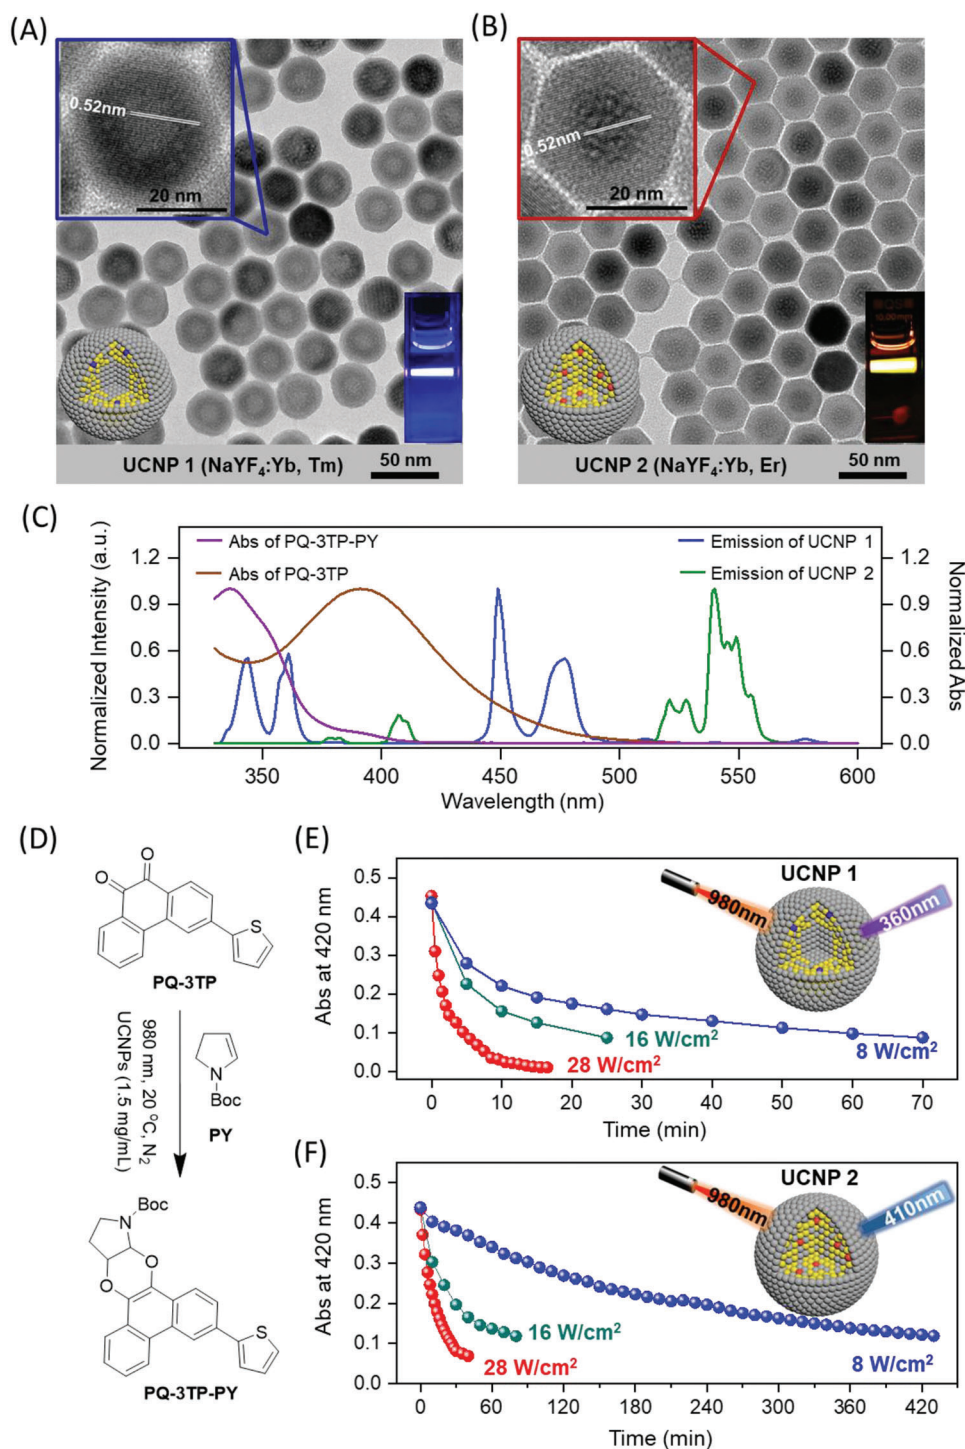 (A)
0.52nm
20 nm
UCNP 1 (NaYF₄:Yb, Tm)
50 nm
(B)
0.52nm
20 nm
UCNP 2 (NaYF₄:Yb, Er)
50 nm
(C)
Abs of PQ-3TP-PY
Abs of PQ-3TP
Emission of UCNP 1
Emission of UCNP 2
Normalized Intensity (a.u.)
1.2
0.9
0.6
0.3
0.0
1.2
0.9
0.6
0.3
0.0
Normalized Abs
350 400 450 500 550 600
Wavelength (nm)
(D)
O
O
S
PQ-3TP
980 nm, 20 °C, N₂
UCNPs (1.5 mg/mL)
N
Boc
PY
Boc
N
O
O
S
PQ-3TP-PY
(E)
Abs at 420 nm
0.5
0.4
0.3
0.2
0.1
0.0
UCNP 1
980nm
360nm
16 W/cm²
8 W/cm²
28 W/cm²
0 10 20 30 40 50 60 70
Time (min)
(F)
Abs at 420 nm
0.5
0.4
0.3
0.2
0.1
0.0
UCNP 2
980nm
410nm
16 W/cm²
28 W/cm²
8 W/cm²
0 60 120 180 240 300 360 420
Time (min)